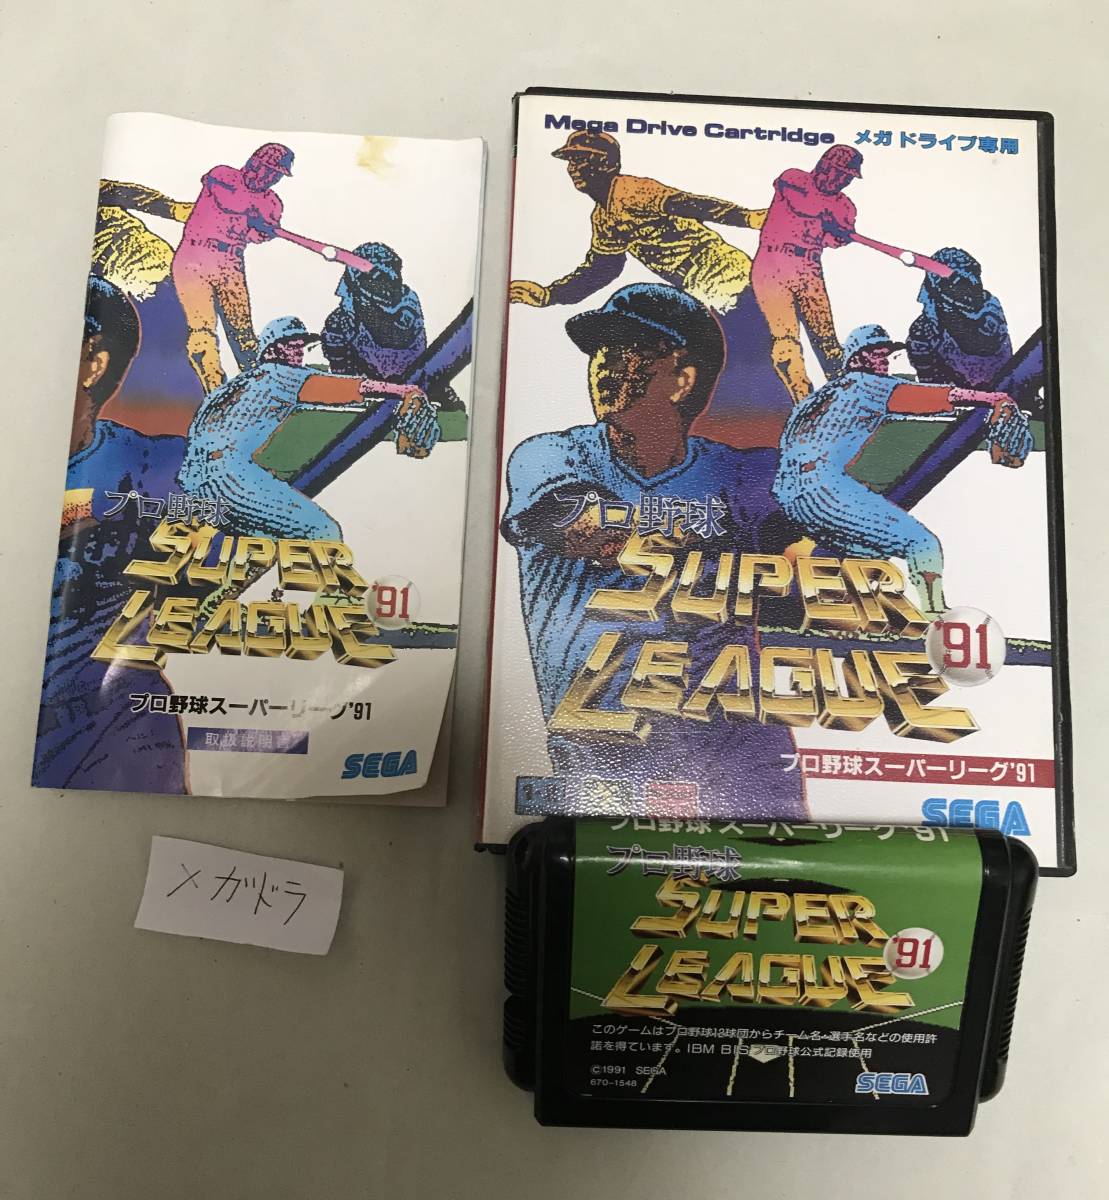 プロ野球
SUPER
LEAGUE '91
プロ野球スーパーリーグ'91
取扱説明書
SEGA
Mega Drive Cartridge メガドライブ専用
プロ野球
SUPER
LEAGUE '91
プロ野球スーパーリーグ'91
SEGA
メガドラ
プロ野球スーパーリーグ'91
プロ野球
SUPER
LEAGUE '91
このゲームはプロ野球12球団からチーム名・選手名などの使用許
諾を得ています。IBM BISプロ野球公式記録使用
©1991 SEGA
670-1548
SEGA